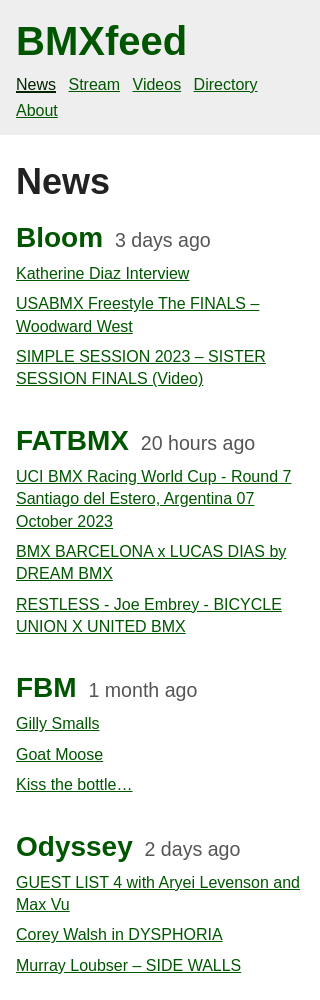 BMXfeed
News Stream Videos Directory
About
News
Bloom 3 days ago
Katherine Diaz Interview
USABMX Freestyle The FINALS –
Woodward West
SIMPLE SESSION 2023 – SISTER
SESSION FINALS (Video)
FATBMX 20 hours ago
UCI BMX Racing World Cup - Round 7
Santiago del Estero, Argentina 07
October 2023
BMX BARCELONA x LUCAS DIAS by
DREAM BMX
RESTLESS - Joe Embrey - BICYCLE
UNION X UNITED BMX
FBM 1 month ago
Gilly Smalls
Goat Moose
Kiss the bottle…
Odyssey 2 days ago
GUEST LIST 4 with Aryei Levenson and
Max Vu
Corey Walsh in DYSPHORIA
Murray Loubser – SIDE WALLS